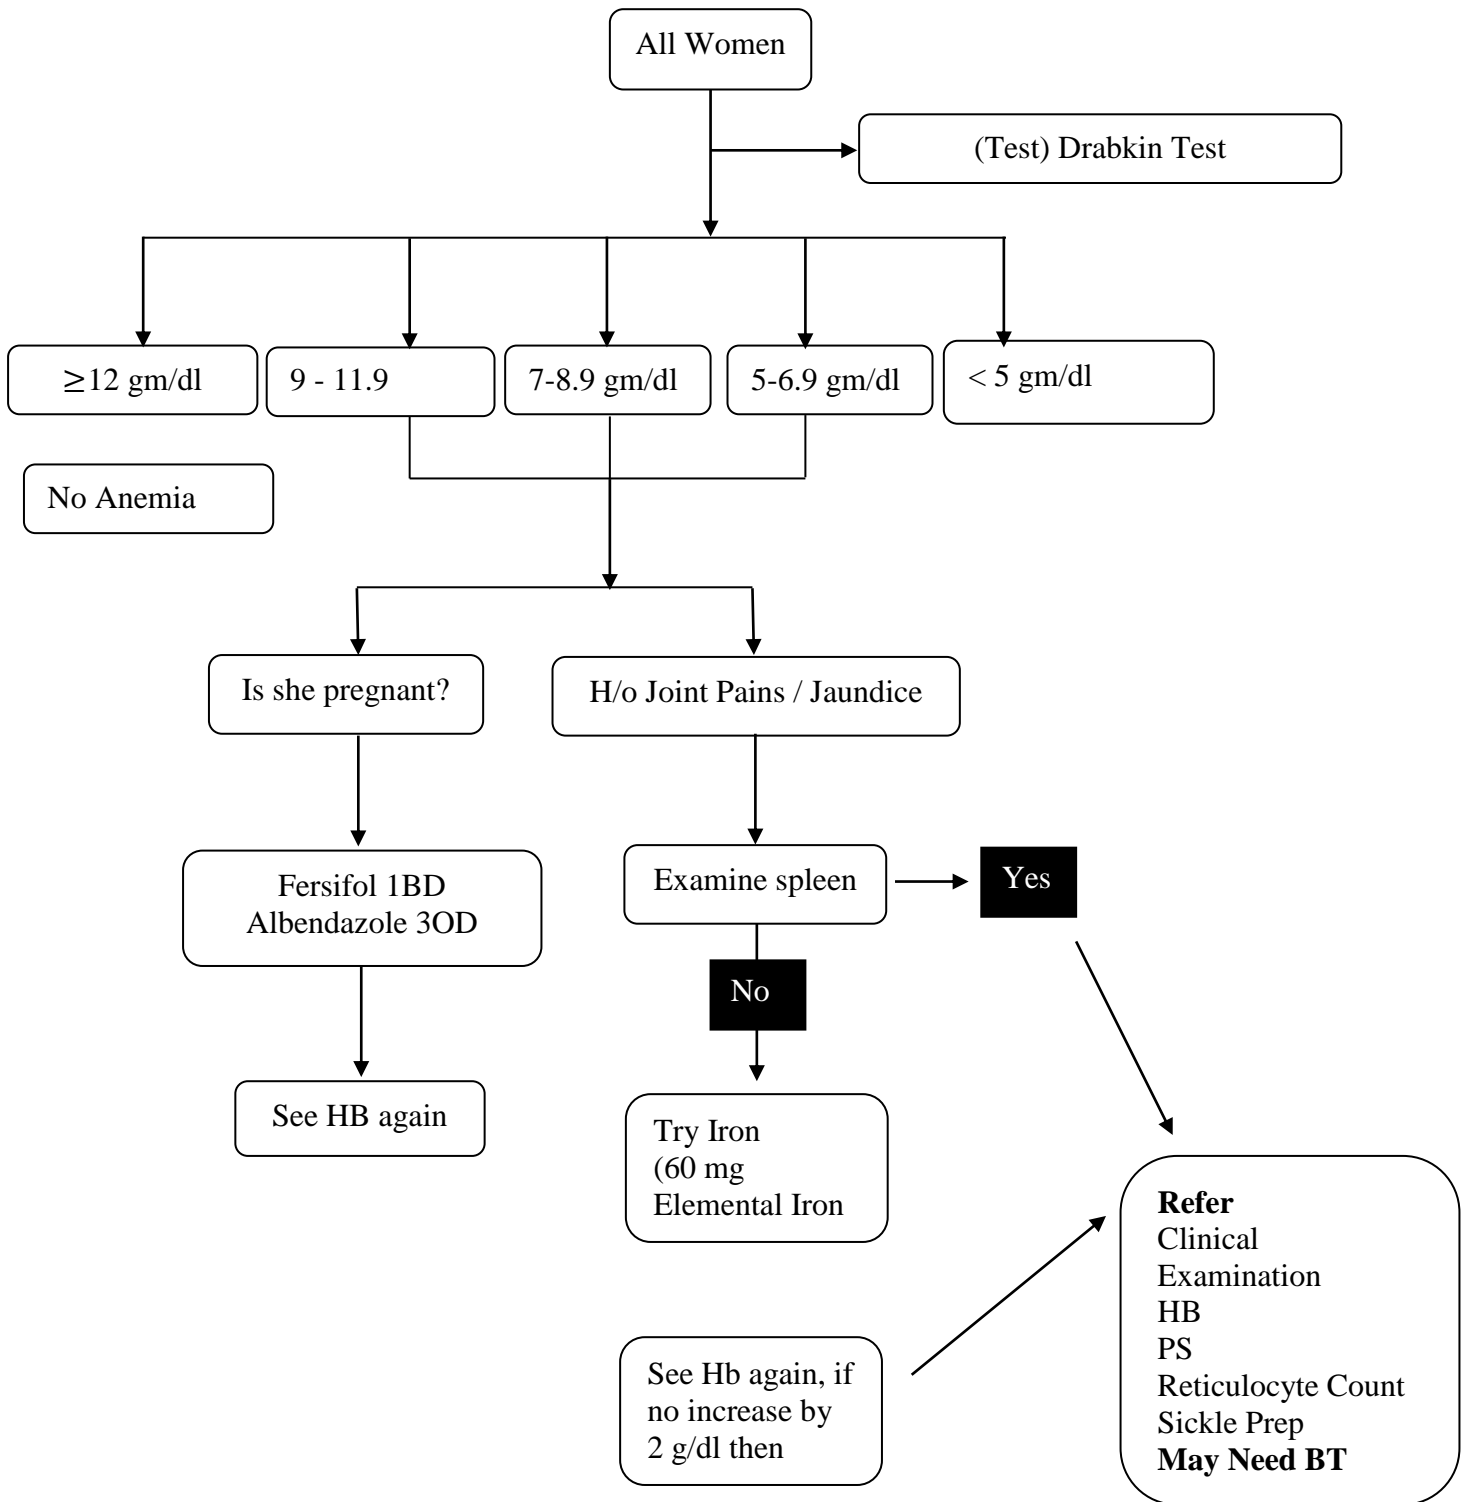 All Women
(Test) Drabkin Test
≥12 gm/dl
9 - 11.9
7-8.9 gm/dl
5-6.9 gm/dl
< 5 gm/dl
No Anemia
Is she pregnant?
H/o Joint Pains / Jaundice
Fersifol 1BD
Albendazole 3OD
Examine spleen
Yes
No
See HB again
Try Iron
(60 mg
Elemental Iron
See Hb again, if
no increase by
2 g/dl then
Refer
Clinical
Examination
HB
PS
Reticulocyte Count
Sickle Prep
May Need BT